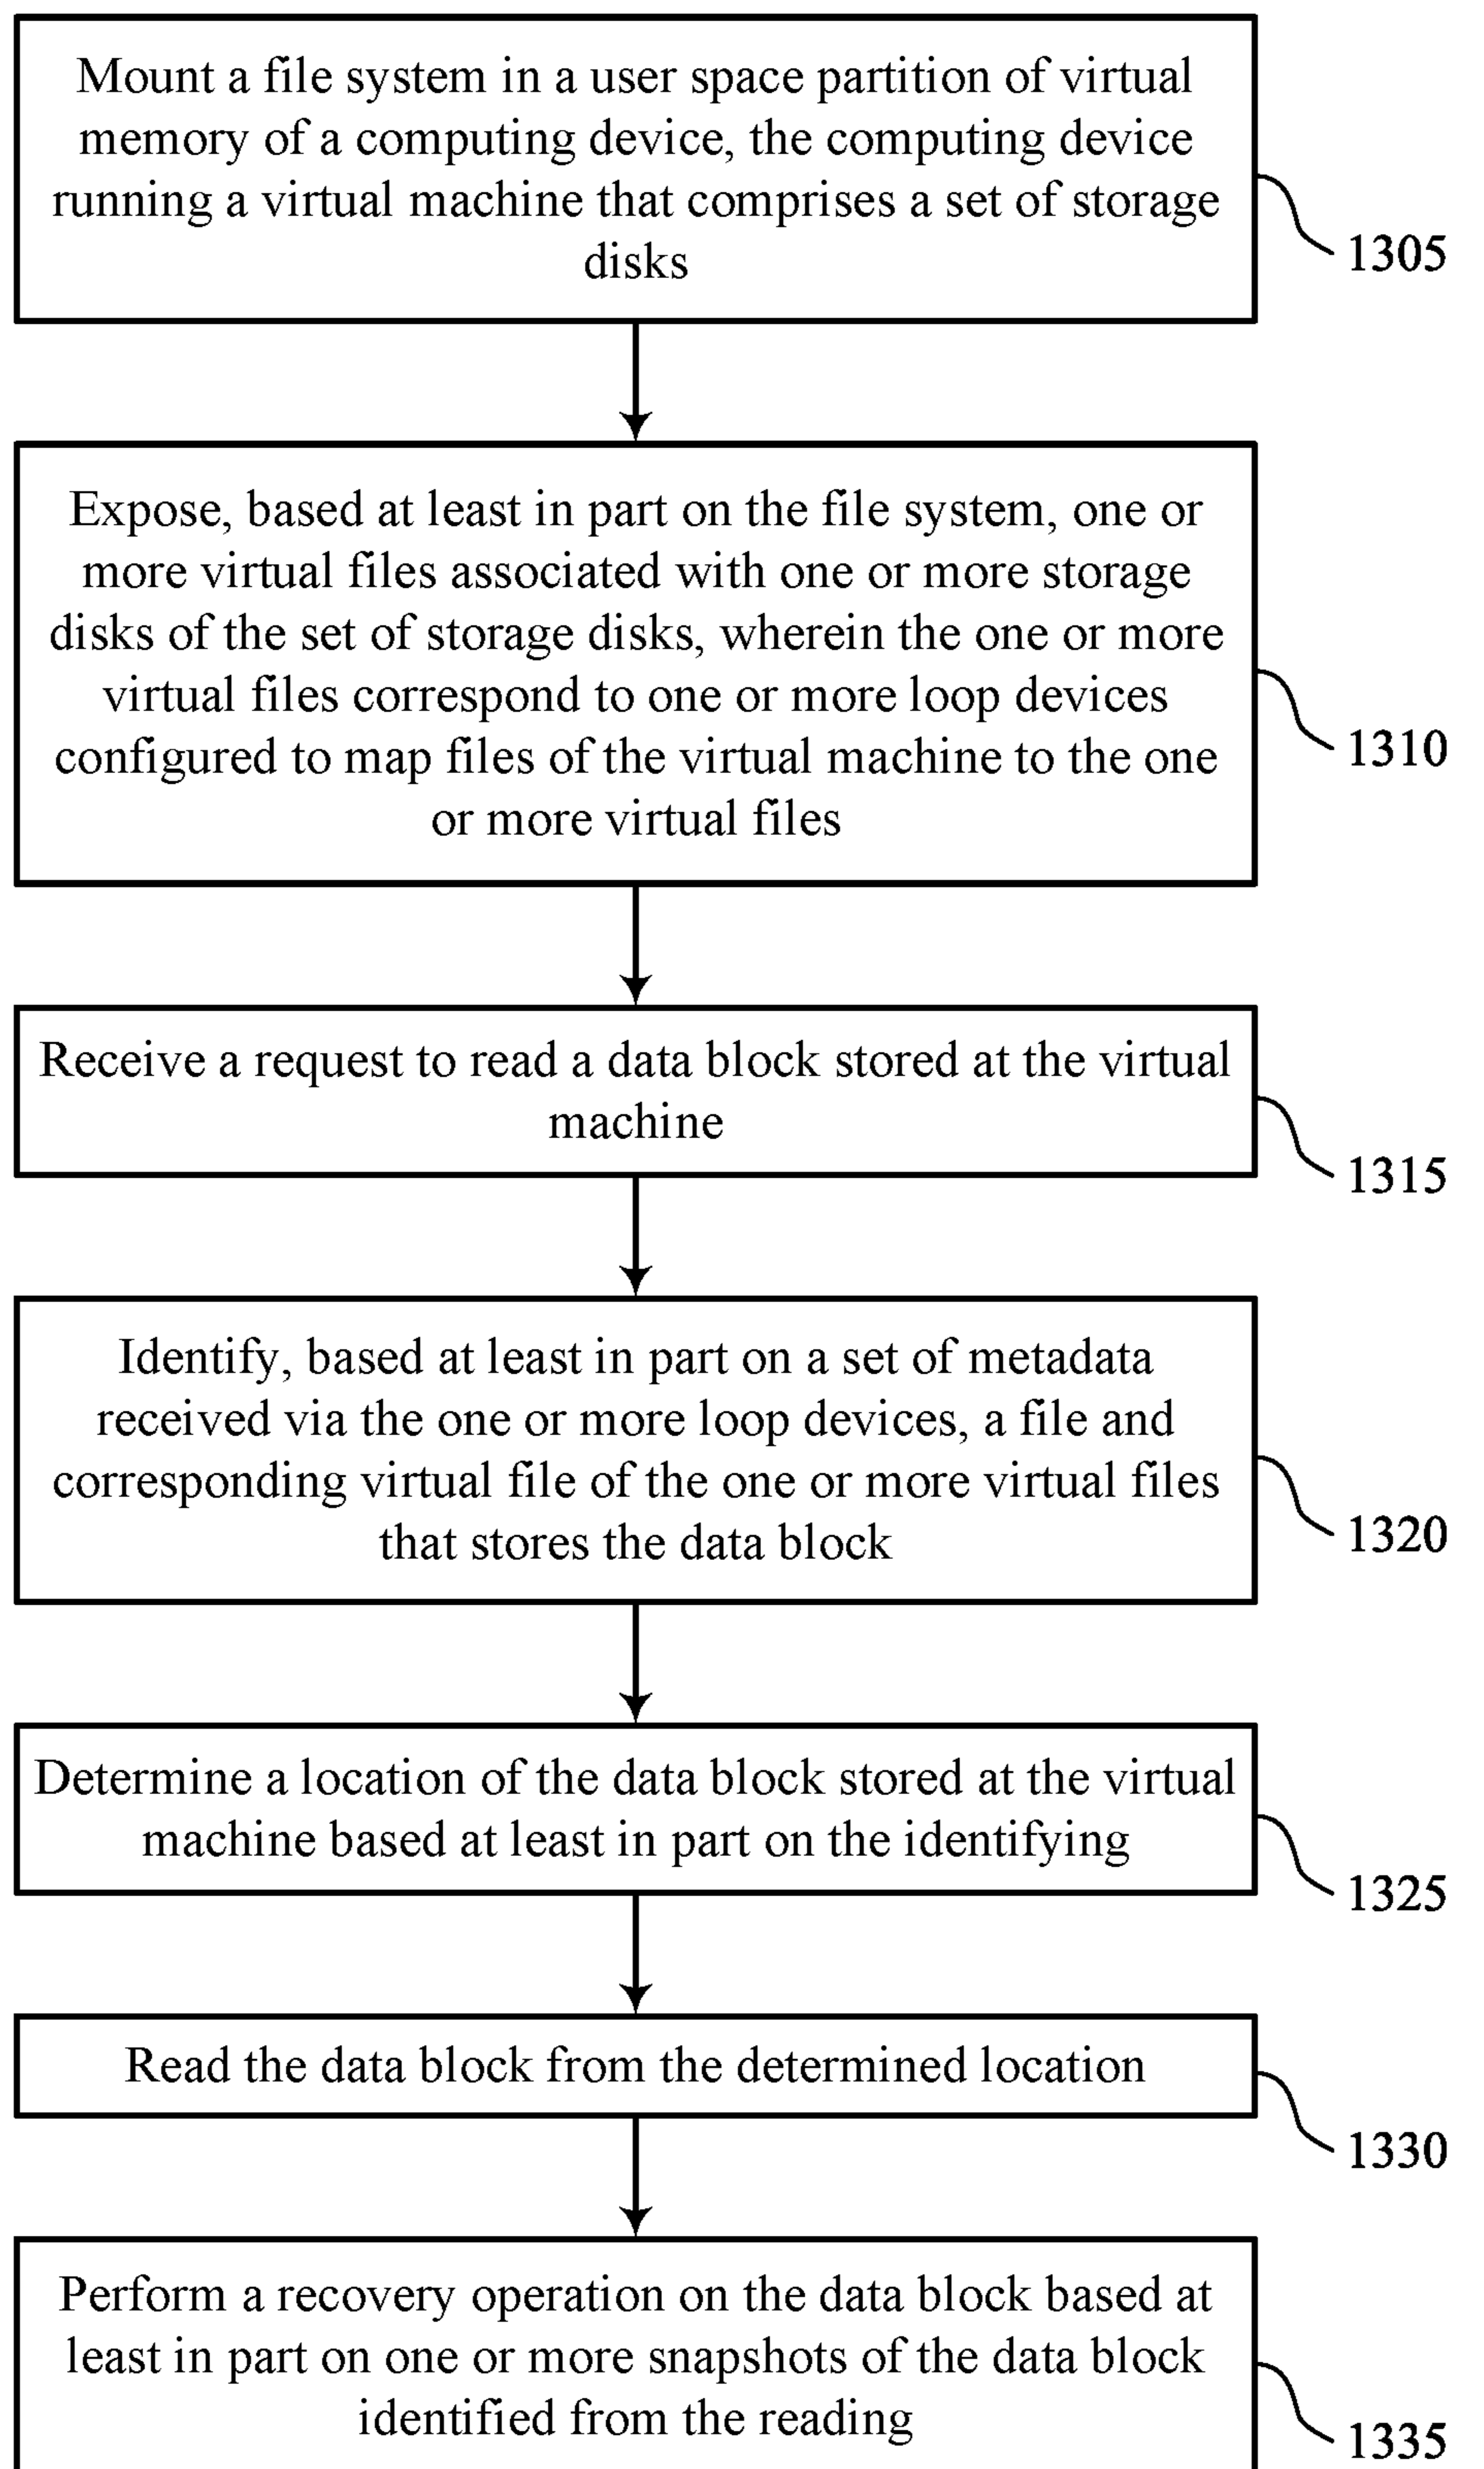 Mount a file system in a user space partition of virtual
memory of a computing device, the computing device
running a virtual machine that comprises a set of storage
disks
1305
Expose, based at least in part on the file system, one or
more virtual files associated with one or more storage
disks of the set of storage disks, wherein the one or more
virtual files correspond to one or more loop devices
configured to map files of the virtual machine to the one
or more virtual files
1310
Receive a request to read a data block stored at the virtual
machine
1315
Identify, based at least in part on a set of metadata
received via the one or more loop devices, a file and
corresponding virtual file of the one or more virtual files
that stores the data block
1320
Determine a location of the data block stored at the virtual
machine based at least in part on the identifying
1325
Read the data block from the determined location
1330
Perform a recovery operation on the data block based at
least in part on one or more snapshots of the data block
identified from the reading
1335